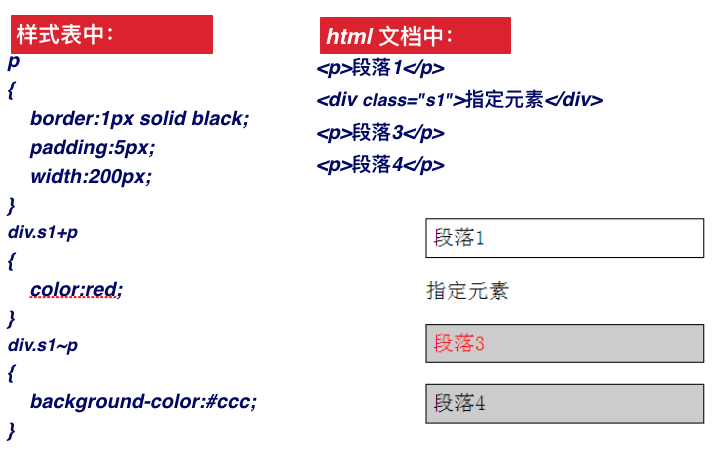 样式表中：
p
{
border:1px solid black;
padding:5px;
width:200px;
}
div.s1+p
{
color:red;
}
div.s1~p
{
background-color:#ccc;
}
html 文档中：
<p>段落1</p>
<div class="s1">指定元素</div>
<p>段落3</p>
<p>段落4</p>
段落1
指定元素
段落3
段落4